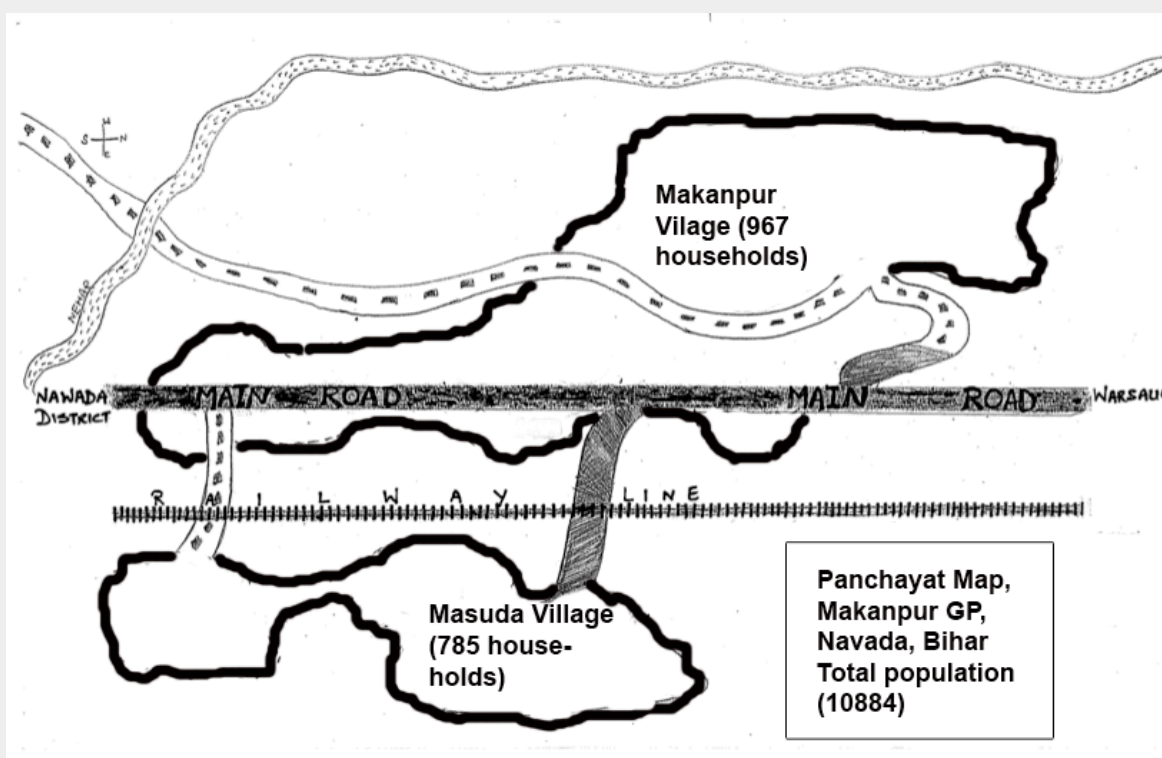 W
S N
E
Makanpur
Vilage (967
households)
NAWADA
DISTRICT
MAIN ROAD
MAIN ROAD
RAILWAY LINE
Masuda Village
(785 house-
holds)
Panchayat Map,
Makanpur GP,
Navada, Bihar
Total population
(10884)